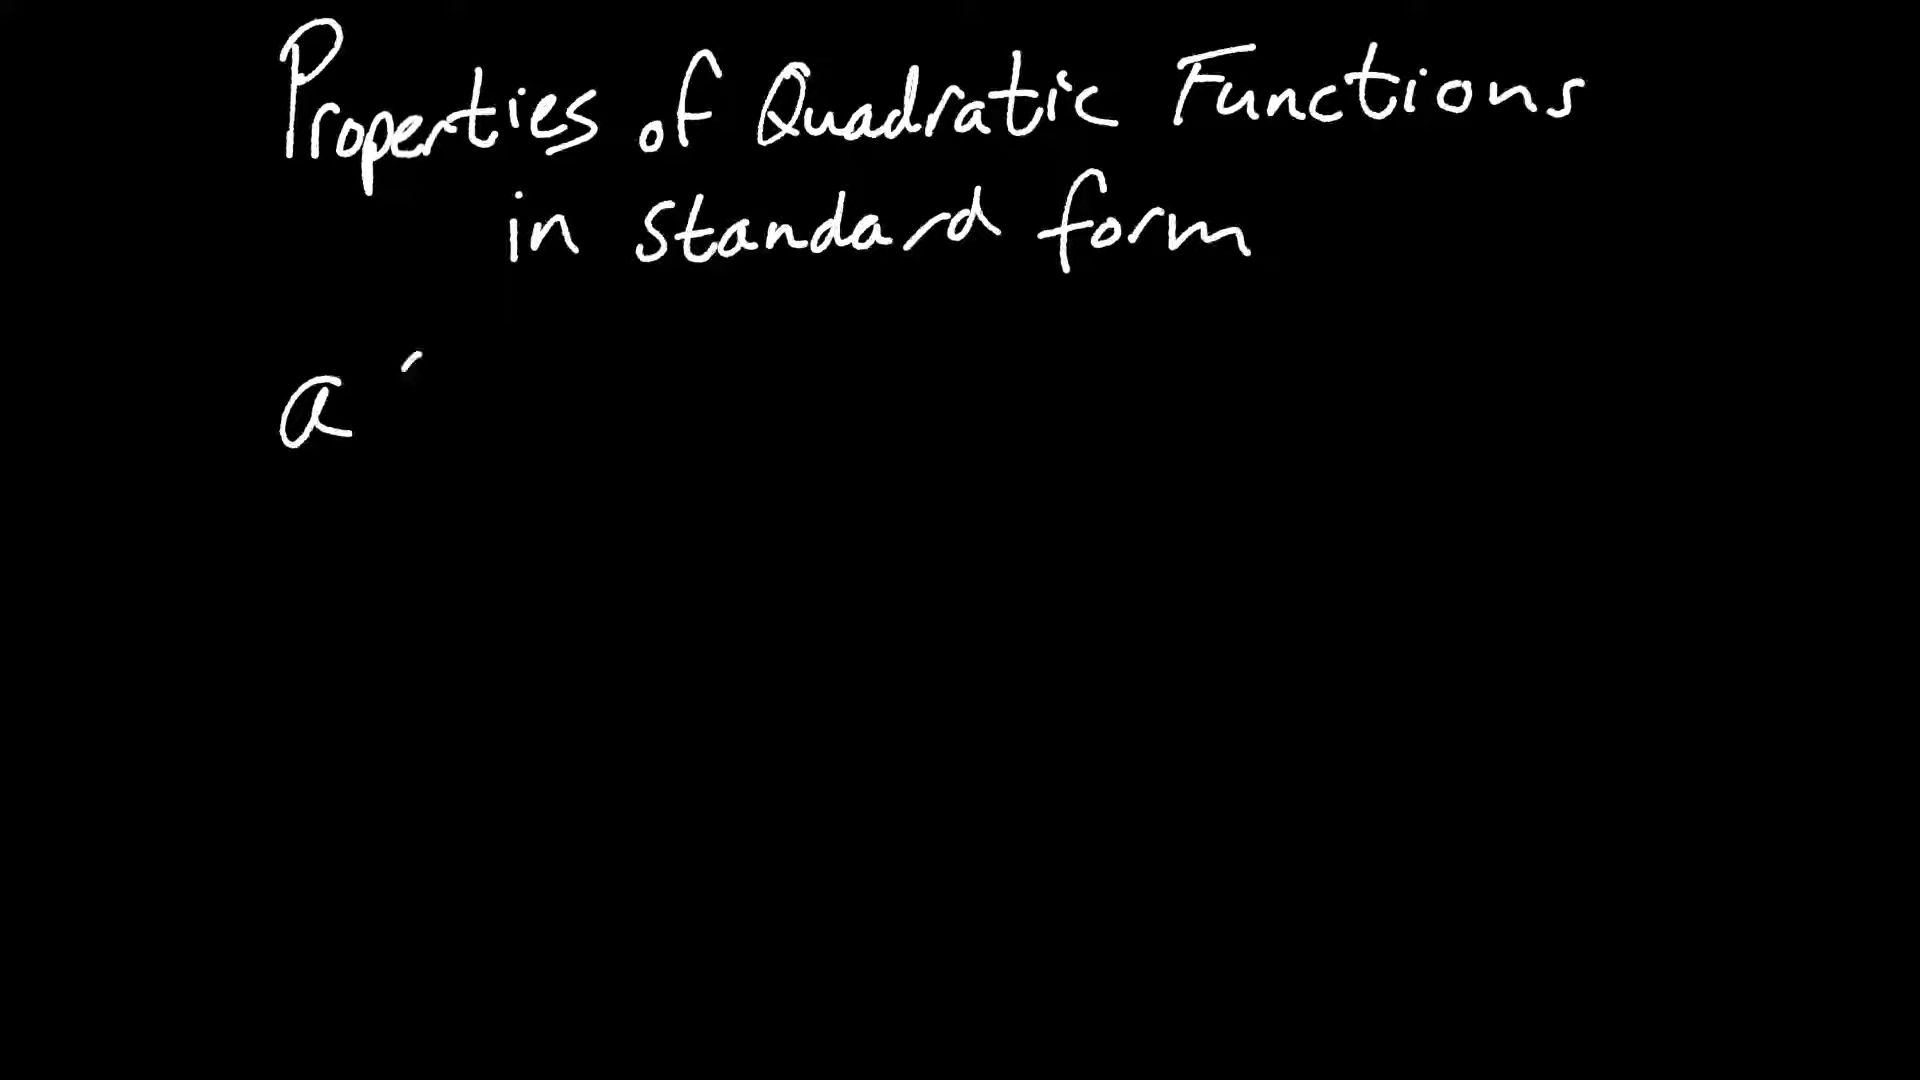 Properties of Quadratic Functions
in standard form
a